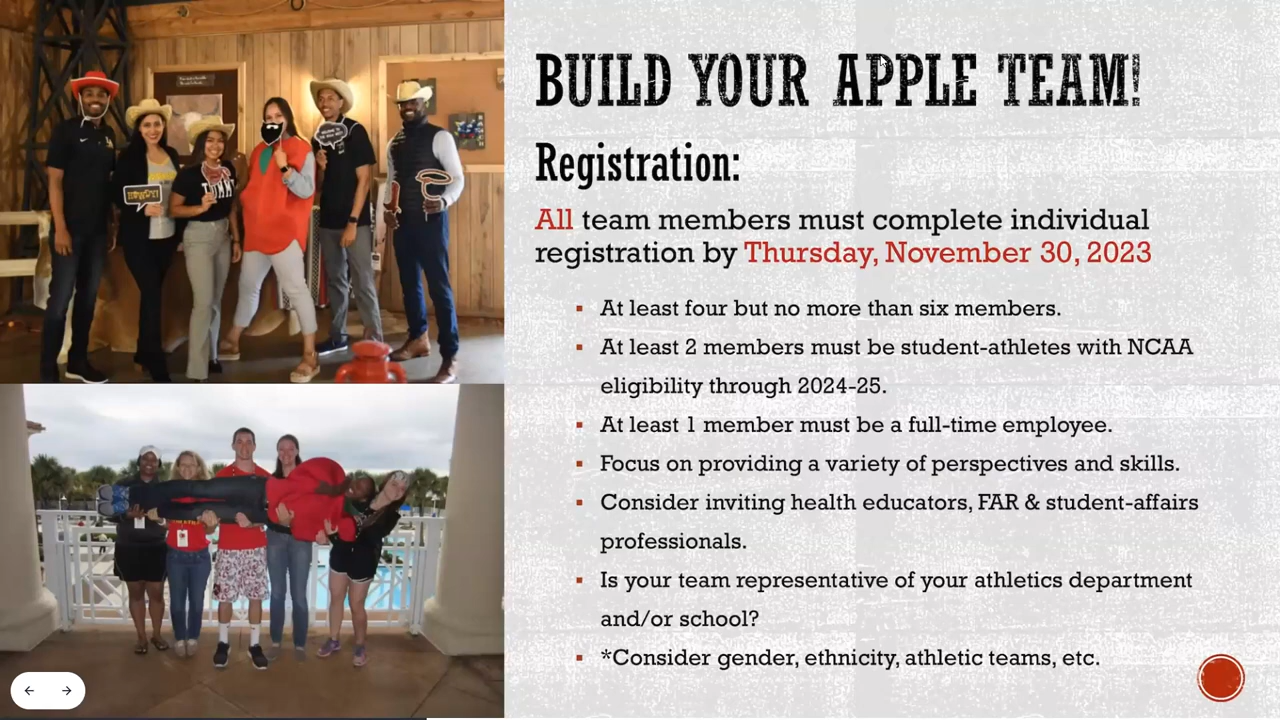 BUILD YOUR APPLE TEAM!
Registration:
All team members must complete individual
registration by Thursday, November 30, 2023
▪ At least four but no more than six members.
▪ At least 2 members must be student-athletes with NCAA
eligibility through 2024-25.
▪ At least 1 member must be a full-time employee.
▪ Focus on providing a variety of perspectives and skills.
▪ Consider inviting health educators, FAR & student-affairs
professionals.
▪ Is your team representative of your athletics department
and/or school?
▪ *Consider gender, ethnicity, athletic teams, etc.